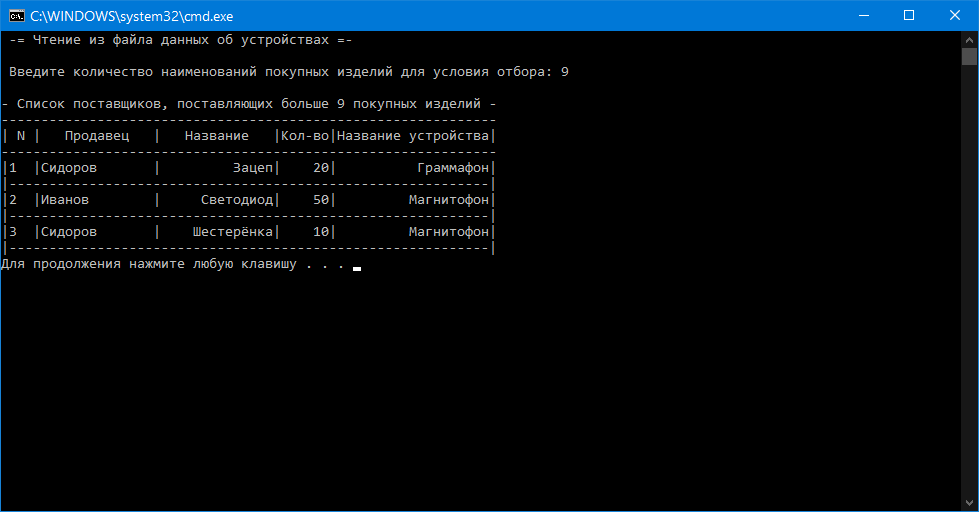 C:\WINDOWS\system32\cmd.exe
-= Чтение из файла данных об устройствах =-
Введите количество наименований покупных изделий для условия отбора: 9
- Список поставщиков, поставляющих больше 9 покупных изделий -
--------------------------------------------------------------
| N |   Продавец   |   Название   |Кол-во|Название устройства|
--------------------------------------------------------------
|1  |Сидоров       |         Зацеп|    20|          Граммафон|
|------------------------------------------------------------|
|2  |Иванов        |     Светодиод|    50|         Магнитофон|
|------------------------------------------------------------|
|3  |Сидоров       |    Шестерёнка|    10|         Магнитофон|
|------------------------------------------------------------|
Для продолжения нажмите любую клавишу . . .